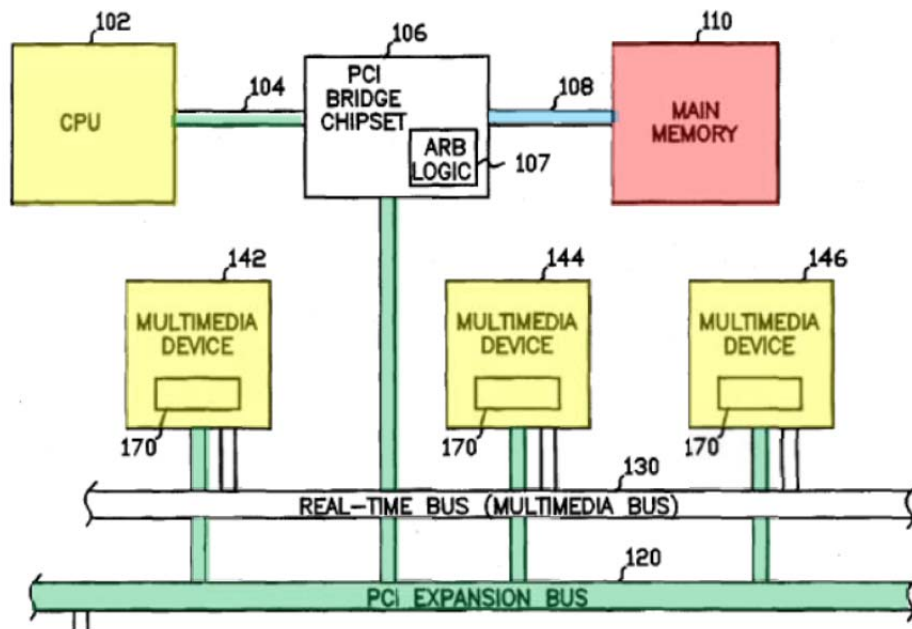 102
106
110
CPU
104
PCI
BRIDGE
CHIPSET
108
MAIN
MEMORY
ARB
LOGIC
107
142
144
146
MULTIMEDIA
DEVICE
MULTIMEDIA
DEVICE
MULTIMEDIA
DEVICE
170
170
170
130
REAL-TIME BUS (MULTIMEDIA BUS)
120
PCI EXPANSION BUS